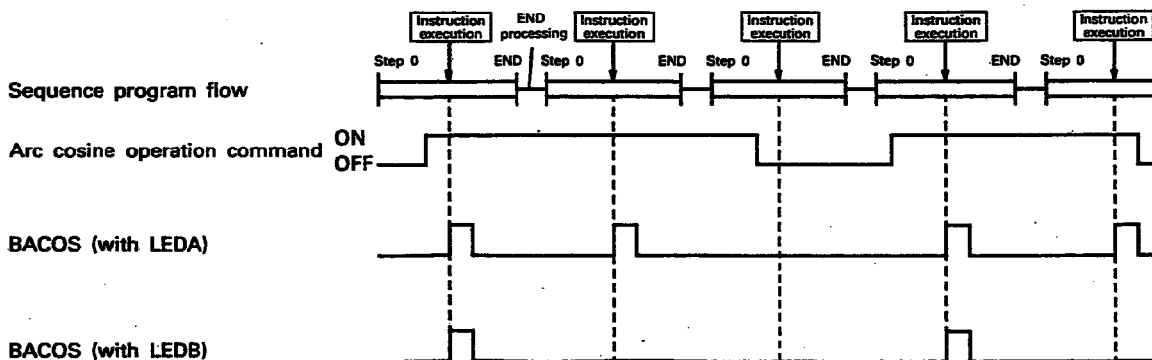 Instruction execution
END processing
Instruction execution
Instruction execution
Instruction execution
Instruction execution
Step 0 END Step 0 END Step 0 END Step 0 END Step 0
Sequence program flow
Arc cosine operation command ON
OFF
BACOS (with LEDA)
BACOS (with LEDB)